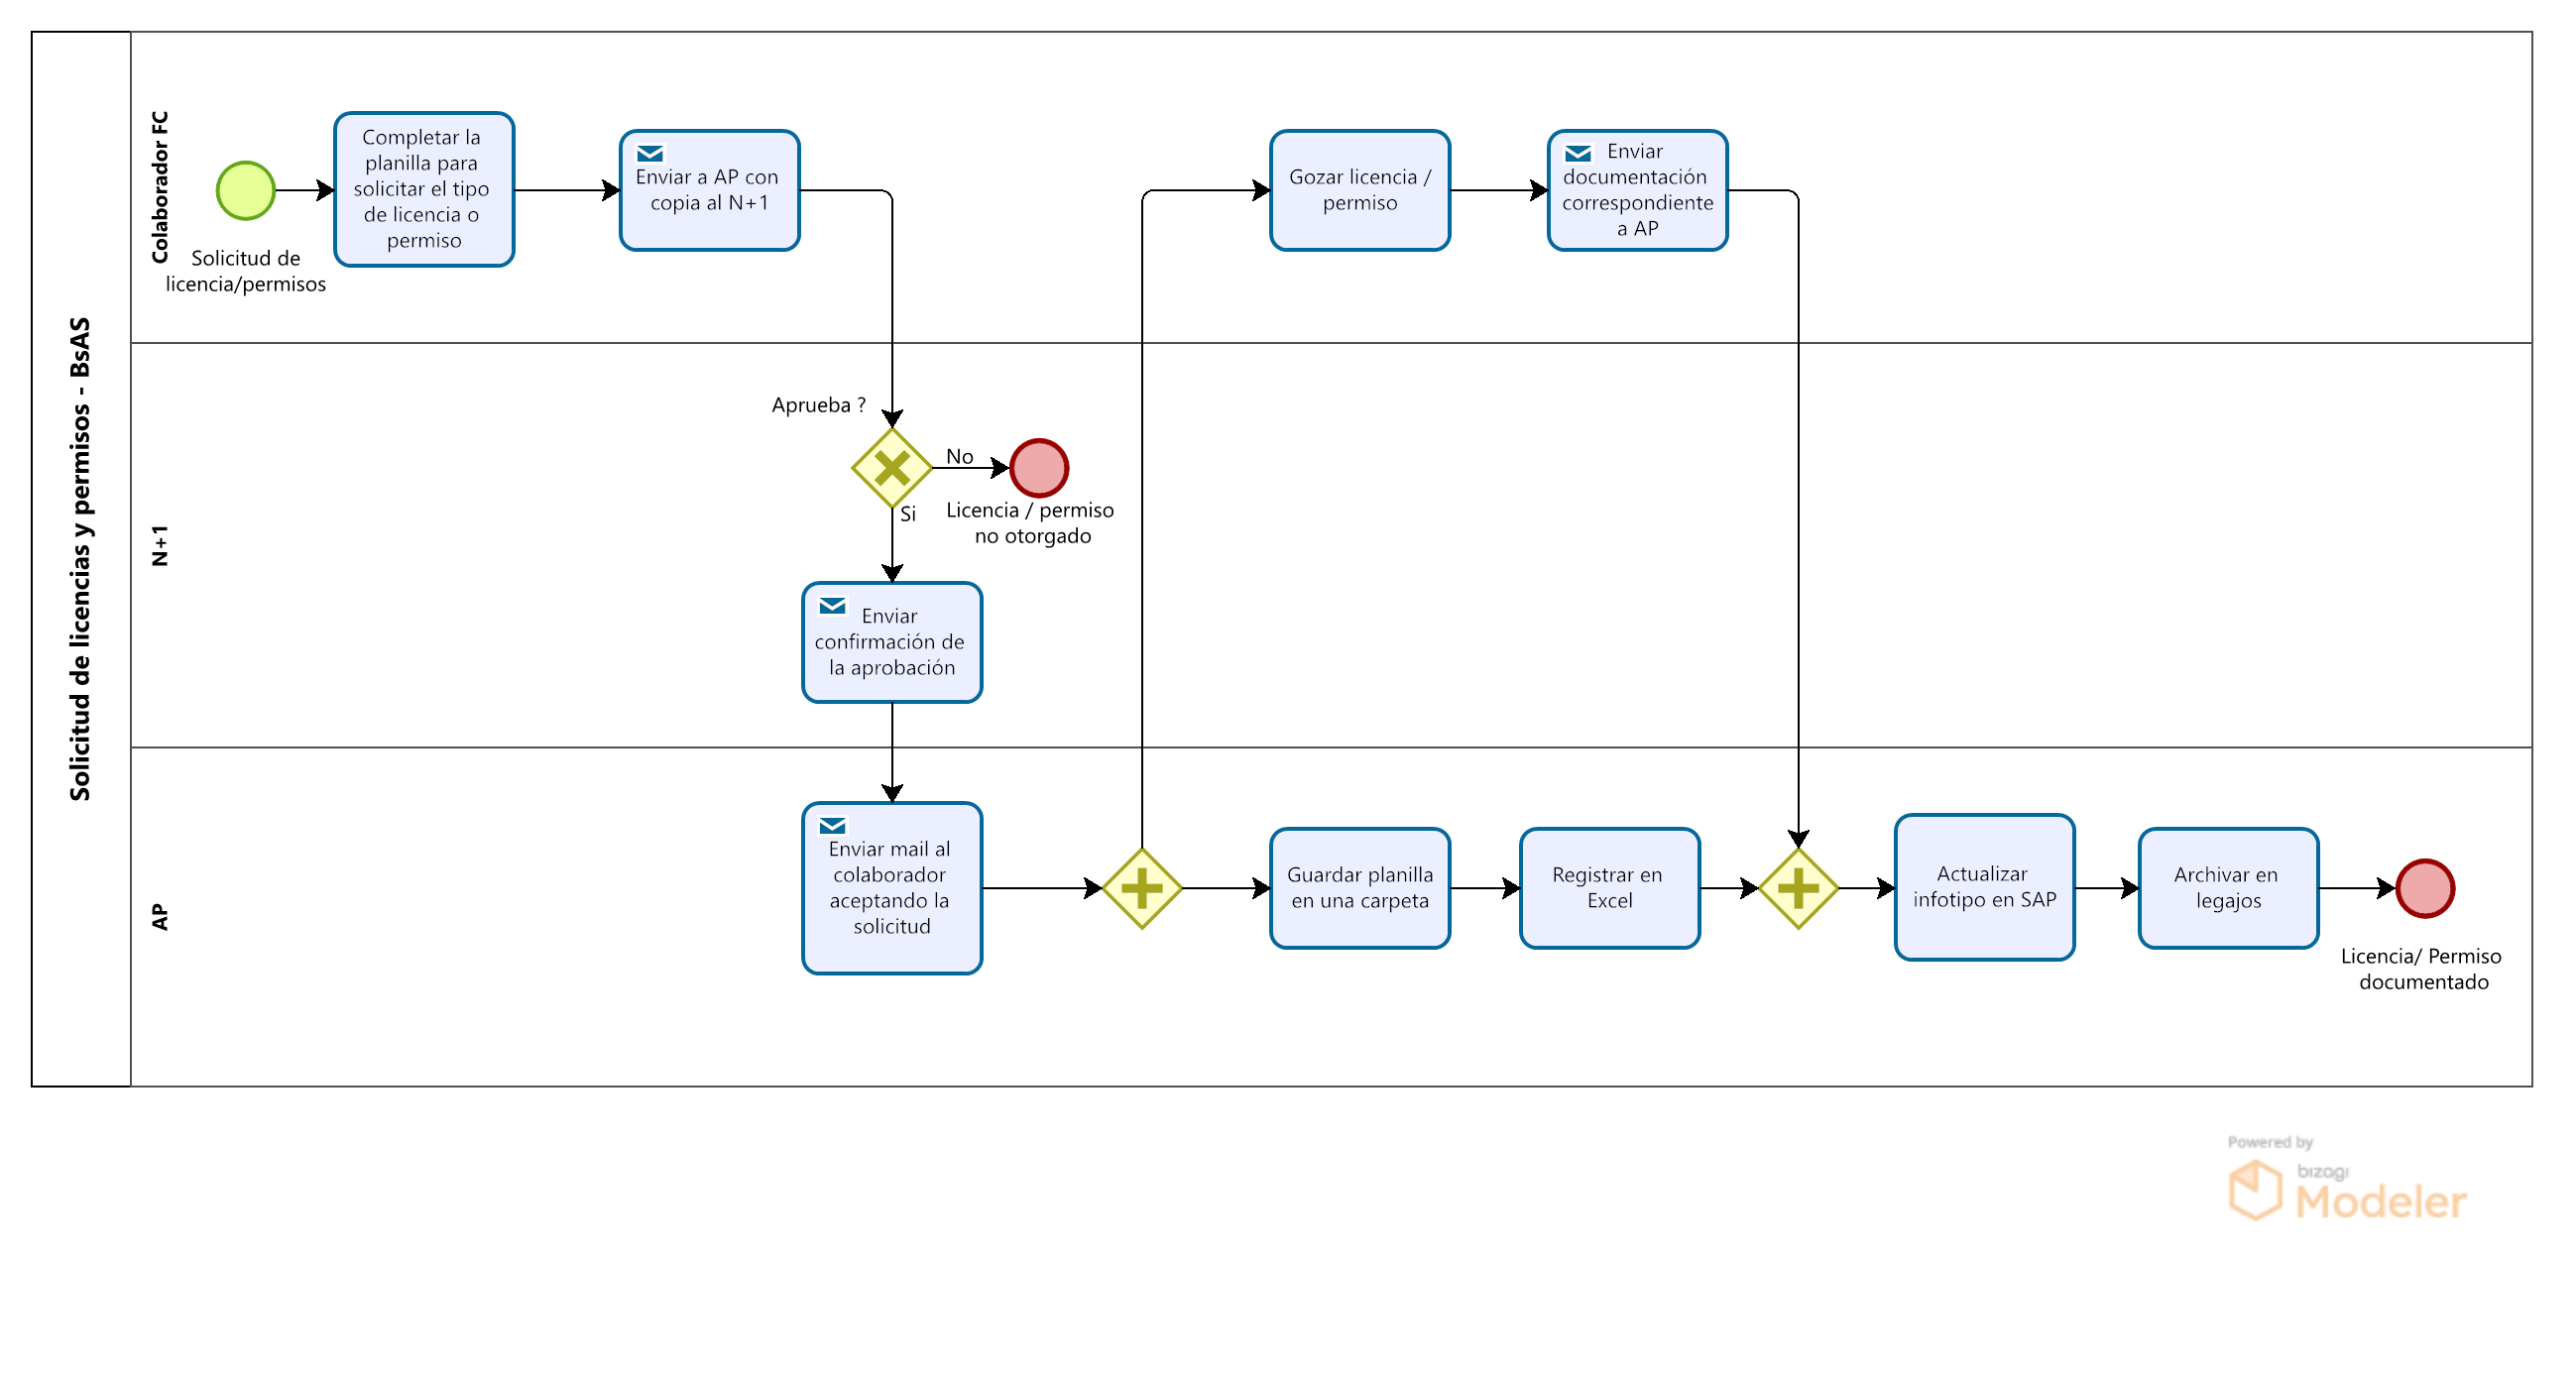 Solicitud de licencias y permisos - BsAS
Colaborador FC
Solicitud de
licencia/permisos
Completar la
planilla para
solicitar el tipo
de licencia o
permiso
Enviar a AP con
copia al N+1
Gozar licencia /
permiso
Enviar
documentación
correspondiente
a AP
N+1
Aprueba ?
No
Si
Licencia / permiso
no otorgado
Enviar
confirmación de
la aprobación
AP
Enviar mail al
colaborador
aceptando la
solicitud
Guardar planilla
en una carpeta
Registrar en
Excel
Actualizar
infotipo en SAP
Archivar en
legajos
Licencia/ Permiso
documentado
Powered by
bizagi
Modeler